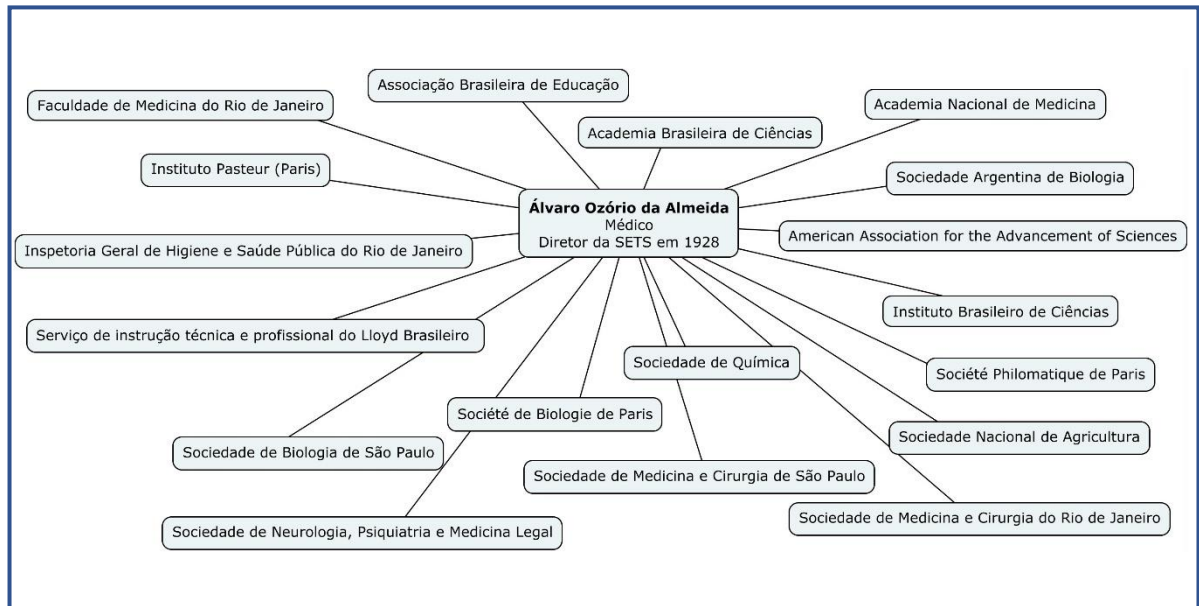 Associação Brasileira de Educação
Faculdade de Medicina do Rio de Janeiro
Academia Nacional de Medicina
Academia Brasileira de Ciências
Instituto Pasteur (Paris)
Sociedade Argentina de Biologia
Álvaro Ozório da Almeida
Médico
Diretor da SETS em 1928
American Association for the Advancement of Sciences
Inspetoria Geral de Higiene e Saúde Pública do Rio de Janeiro
Instituto Brasileiro de Ciências
Serviço de instrução técnica e profissional do Lloyd Brasileiro
Sociedade de Química
Société Philomatique de Paris
Société de Biologie de Paris
Sociedade Nacional de Agricultura
Sociedade de Biologia de São Paulo
Sociedade de Medicina e Cirurgia de São Paulo
Sociedade de Medicina e Cirurgia do Rio de Janeiro
Sociedade de Neurologia, Psiquiatria e Medicina Legal